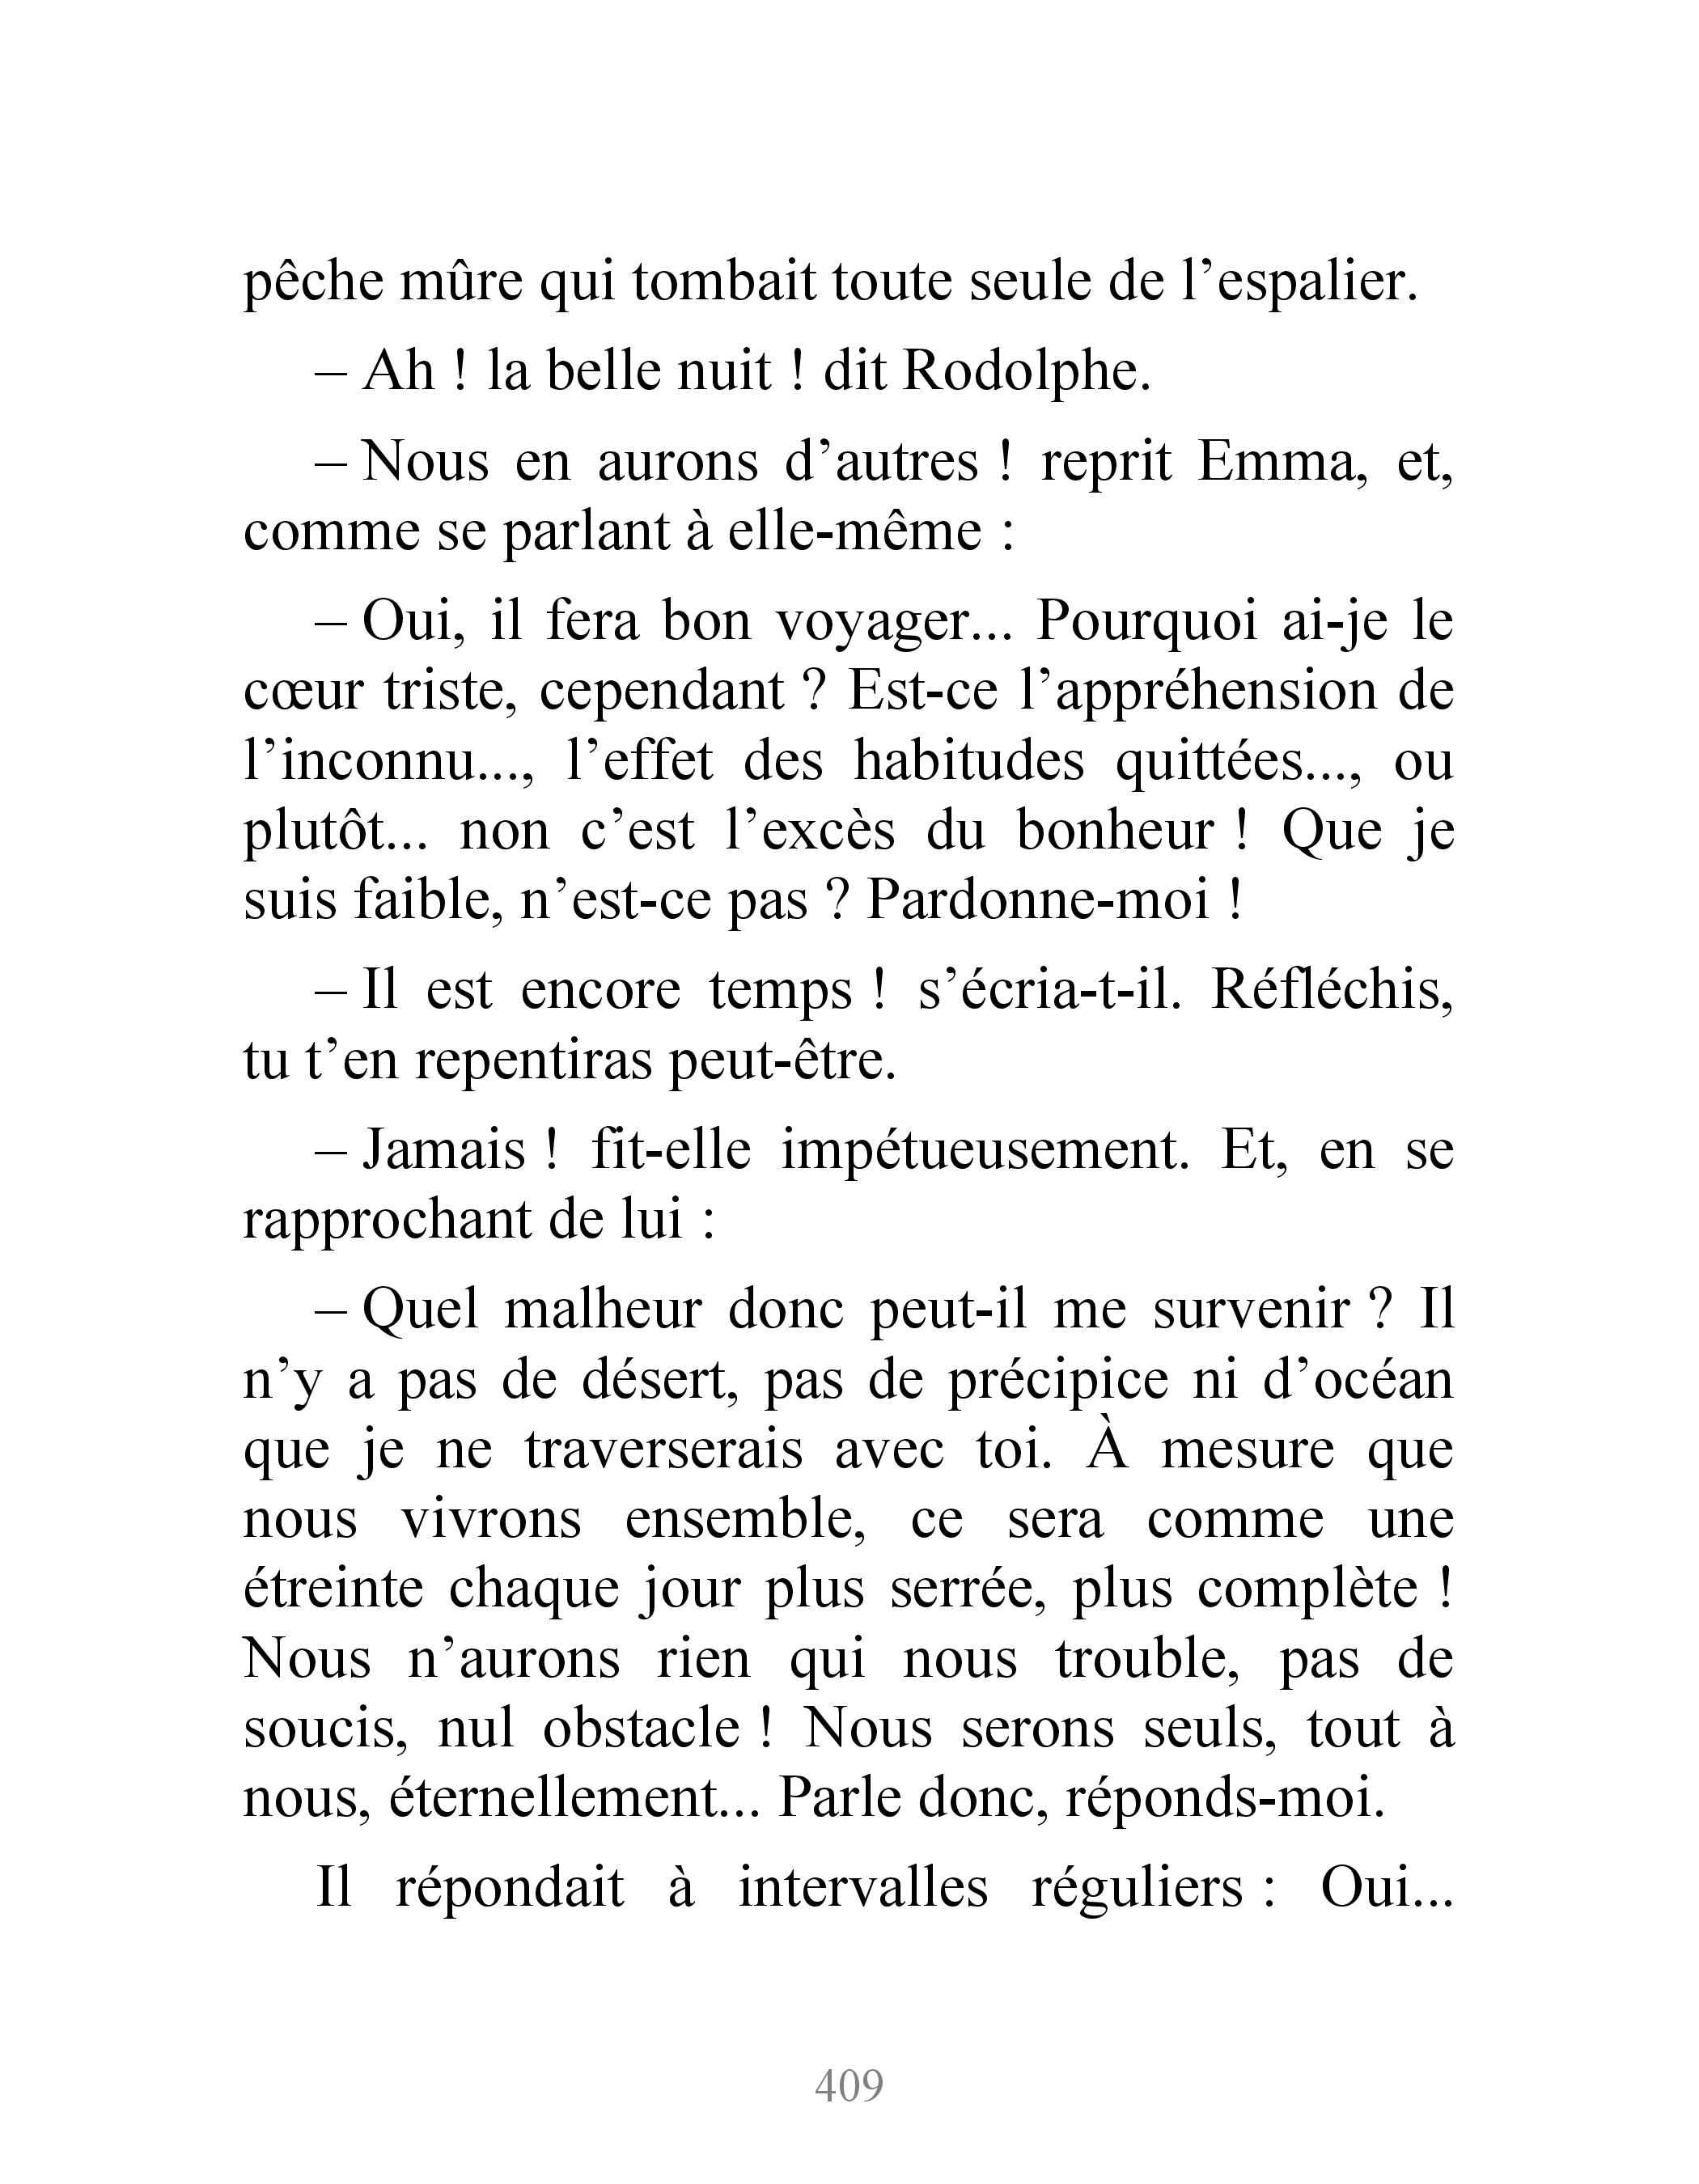 pêche mûre qui tombait toute seule de l’espalier.
– Ah ! la belle nuit ! dit Rodolphe.
– Nous en aurons d’autres ! reprit Emma, et,
comme se parlant à elle-même :
– Oui, il fera bon voyager... Pourquoi ai-je le
cœur triste, cependant ? Est-ce l’appréhension de
l’inconnu..., l’effet des habitudes quittées..., ou
plutôt... non c’est l’excès du bonheur ! Que je
suis faible, n’est-ce pas ? Pardonne-moi !
– Il est encore temps ! s’écria-t-il. Réfléchis,
tu t’en repentiras peut-être.
– Jamais ! fit-elle impétueusement. Et, en se
rapprochant de lui :
– Quel malheur donc peut-il me survenir ? Il
n’y a pas de désert, pas de précipice ni d’océan
que je ne traverserais avec toi. À mesure que
nous vivrons ensemble, ce sera comme une
étreinte chaque jour plus serrée, plus complète !
Nous n’aurons rien qui nous trouble, pas de
soucis, nul obstacle ! Nous serons seuls, tout à
nous, éternellement... Parle donc, réponds-moi.
Il répondait à intervalles réguliers : Oui...
409